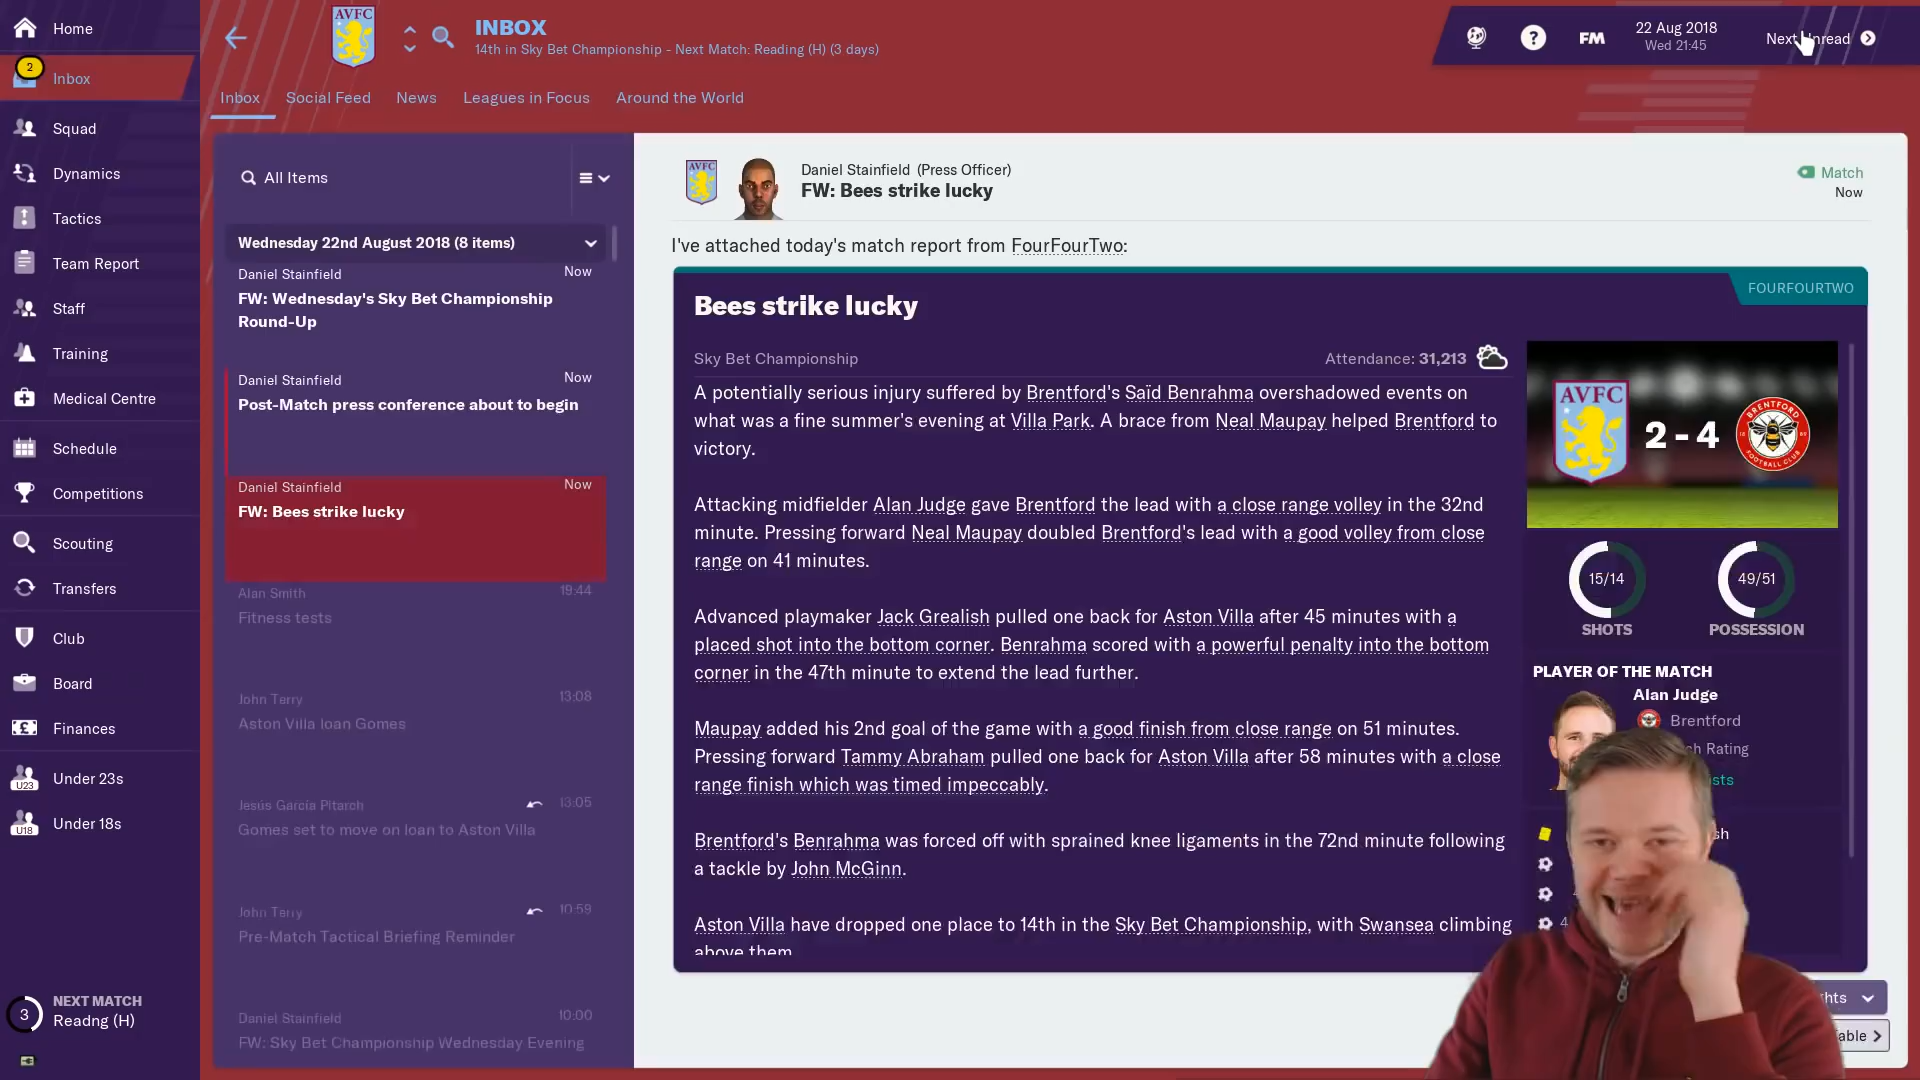 Home
2
Inbox
Squad
Dynamics
Tactics
Team Report
Staff
Training
Medical Centre
Schedule
Competitions
Scouting
Transfers
Club
Board
Finances
U23
Under 23s
U18
Under 18s
3
NEXT MATCH
Readng (H)
AVFC
INBOX
14th in Sky Bet Championship - Next Match: Reading (H) (3 days)
?
FM
22 Aug 2018
Wed 21:45
Next Unread
Inbox
Social Feed
News
Leagues in Focus
Around the World
All Items
Wednesday 22nd August 2018 (8 items)
Daniel Stainfield
Now
FW: Wednesday's Sky Bet Championship
Round-Up
Daniel Stainfield
Now
Post-Match press conference about to begin
Daniel Stainfield
Now
FW: Bees strike lucky
Alan Smith
19:44
Fitness tests
John Terry
13:08
Aston Villa loan Gomes
Jesús García Pitarch
13:05
Gomes set to move on loan to Aston Villa
John Terry
10:59
Pre-Match Tactical Briefing Reminder
Daniel Stainfield
10:00
FW: Sky Bet Championship Wednesday Evening
AVFC
Daniel Stainfield (Press Officer)
FW: Bees strike lucky
Match
Now
I've attached today's match report from FourFourTwo:
FOURFOURTWO
Bees strike lucky
Sky Bet Championship
Attendance: 31,213
A potentially serious injury suffered by Brentford's Saïd Benrahma overshadowed events on
what was a fine summer's evening at Villa Park. A brace from Neal Maupay helped Brentford to
victory.
Attacking midfielder Alan Judge gave Brentford the lead with a close range volley in the 32nd
minute. Pressing forward Neal Maupay doubled Brentford's lead with a good volley from close
range on 41 minutes.
Advanced playmaker Jack Grealish pulled one back for Aston Villa after 45 minutes with a
placed shot into the bottom corner. Benrahma scored with a powerful penalty into the bottom
corner in the 47th minute to extend the lead further.
Maupay added his 2nd goal of the game with a good finish from close range on 51 minutes.
Pressing forward Tammy Abraham pulled one back for Aston Villa after 58 minutes with a close
range finish which was timed impeccably.
Brentford's Benrahma was forced off with sprained knee ligaments in the 72nd minute following
a tackle by John McGinn.
Aston Villa have dropped one place to 14th in the Sky Bet Championship, with Swansea climbing
above them
AVFC
2 - 4
BRENTFORD
FOOTBALL CLUB
15/14
SHOTS
49/51
POSSESSION
PLAYER OF THE MATCH
Alan Judge
Brentford
ch Rating
sts
sh
4
hts
able